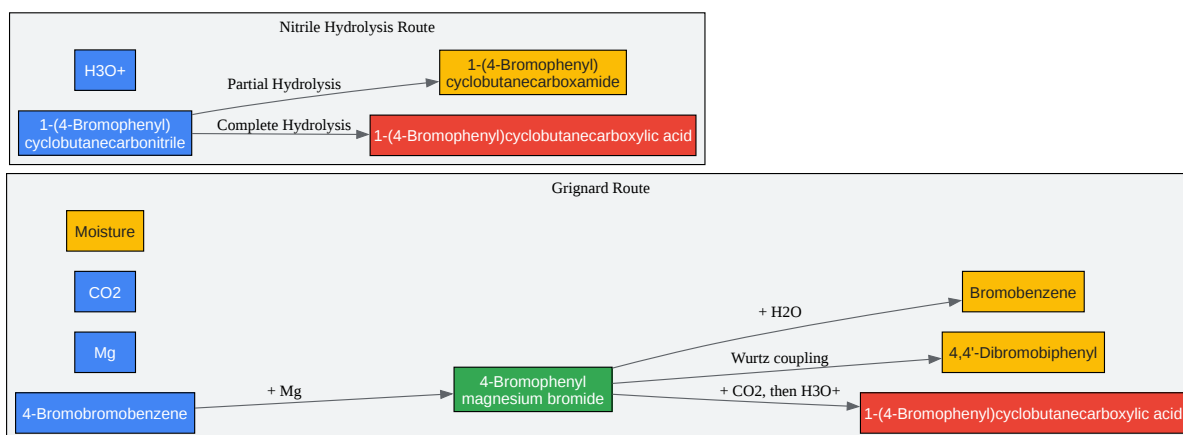 Nitrile Hydrolysis Route
H3O+
1-(4-Bromophenyl)
cyclobutanecarboxamide
Partial Hydrolysis
1-(4-Bromophenyl)
cyclobutanecarbonitrile
Complete Hydrolysis
1-(4-Bromophenyl)cyclobutanecarboxylic acid
Grignard Route
Moisture
CO2
Bromobenzene
+ H2O
Mg
Wurtz coupling
4,4'-Dibromobiphenyl
4-Bromobromobenzene
+ Mg
4-Bromophenyl
magnesium bromide
+ CO2, then H3O+
1-(4-Bromophenyl)cyclobutanecarboxylic acid